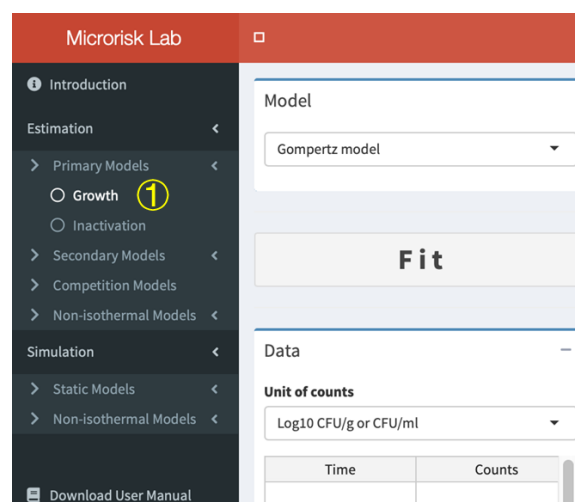 Microrisk Lab
Introduction
Estimation
Primary Models
Growth ①
Inactivation
Secondary Models
Competition Models
Non-isothermal Models
Simulation
Static Models
Non-isothermal Models
Download User Manual
Model
Gompertz model
Fit
Data
Unit of counts
Log10 CFU/g or CFU/ml
Time Counts